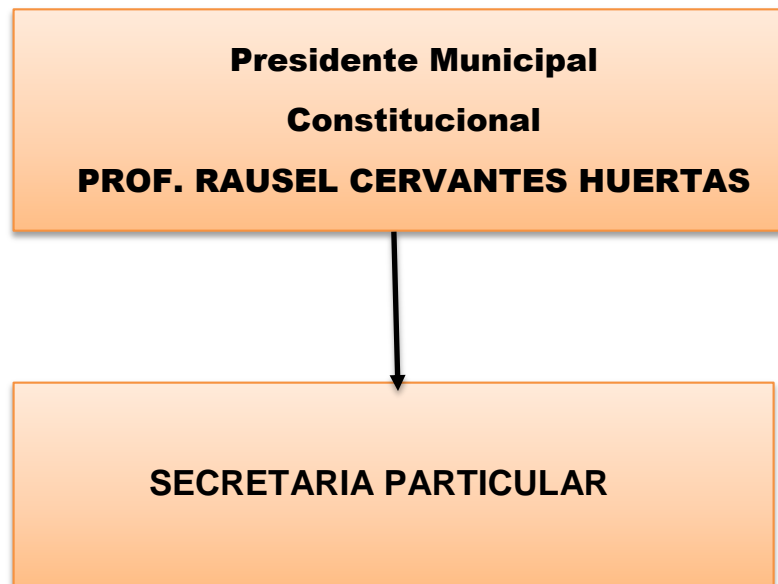 Presidente Municipal
Constitucional
PROF. RAUSEL CERVANTES HUERTAS
SECRETARIA PARTICULAR